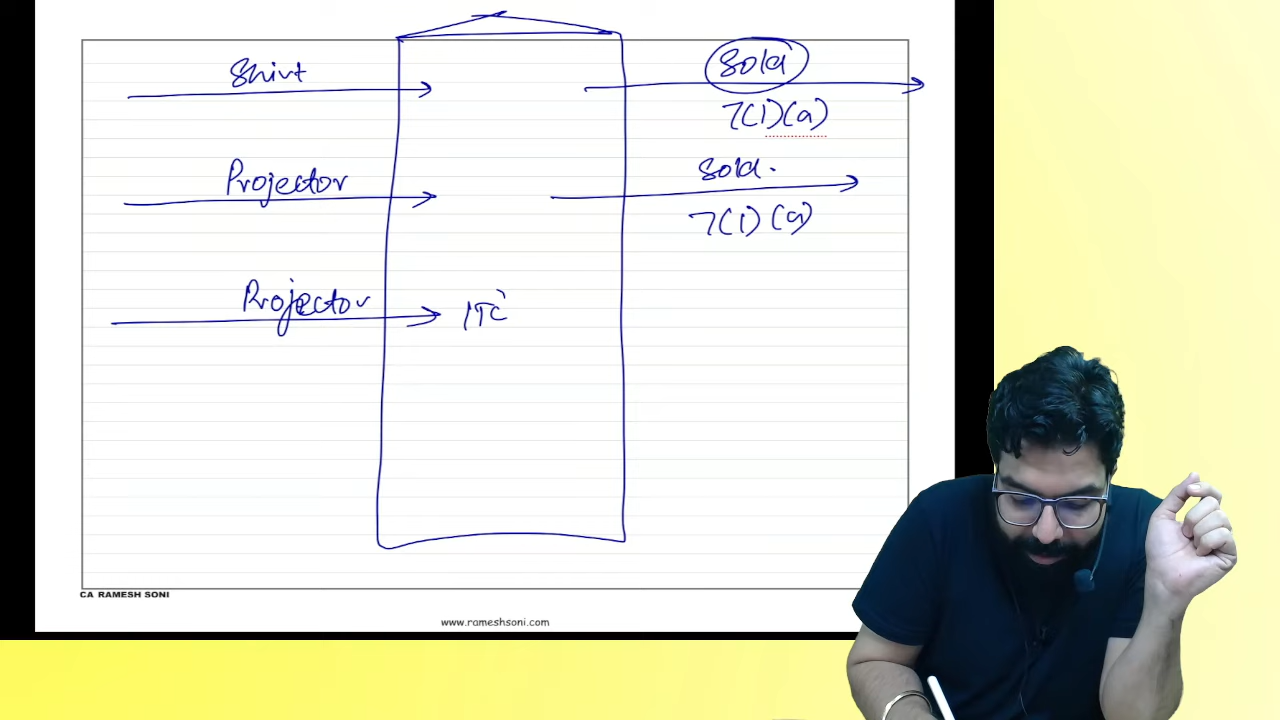 Shirt
sold
7(1)(a)
Projector
sold.
7(1)(a)
Projector
ITC
CA RAMESH SONI
www.rameshsoni.com